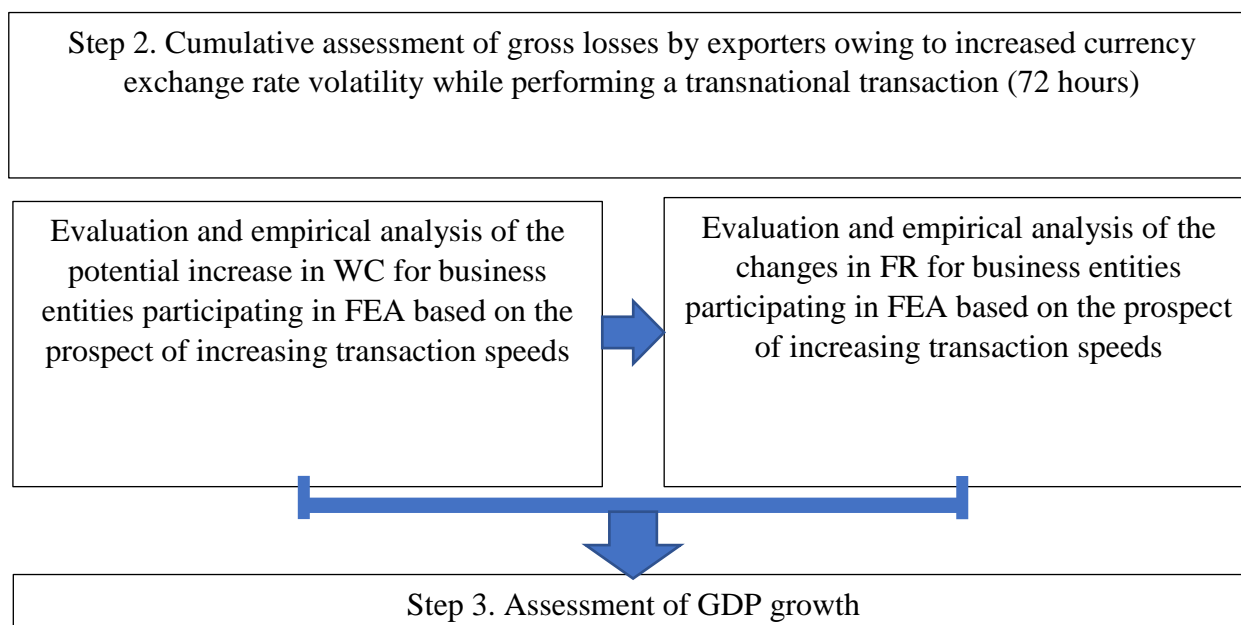 Step 2. Cumulative assessment of gross losses by exporters owing to increased currency
exchange rate volatility while performing a transnational transaction (72 hours)
Evaluation and empirical analysis of the
potential increase in WC for business
entities participating in FEA based on the
prospect of increasing transaction speeds
Evaluation and empirical analysis of the
changes in FR for business entities
participating in FEA based on the prospect
of increasing transaction speeds
Step 3. Assessment of GDP growth